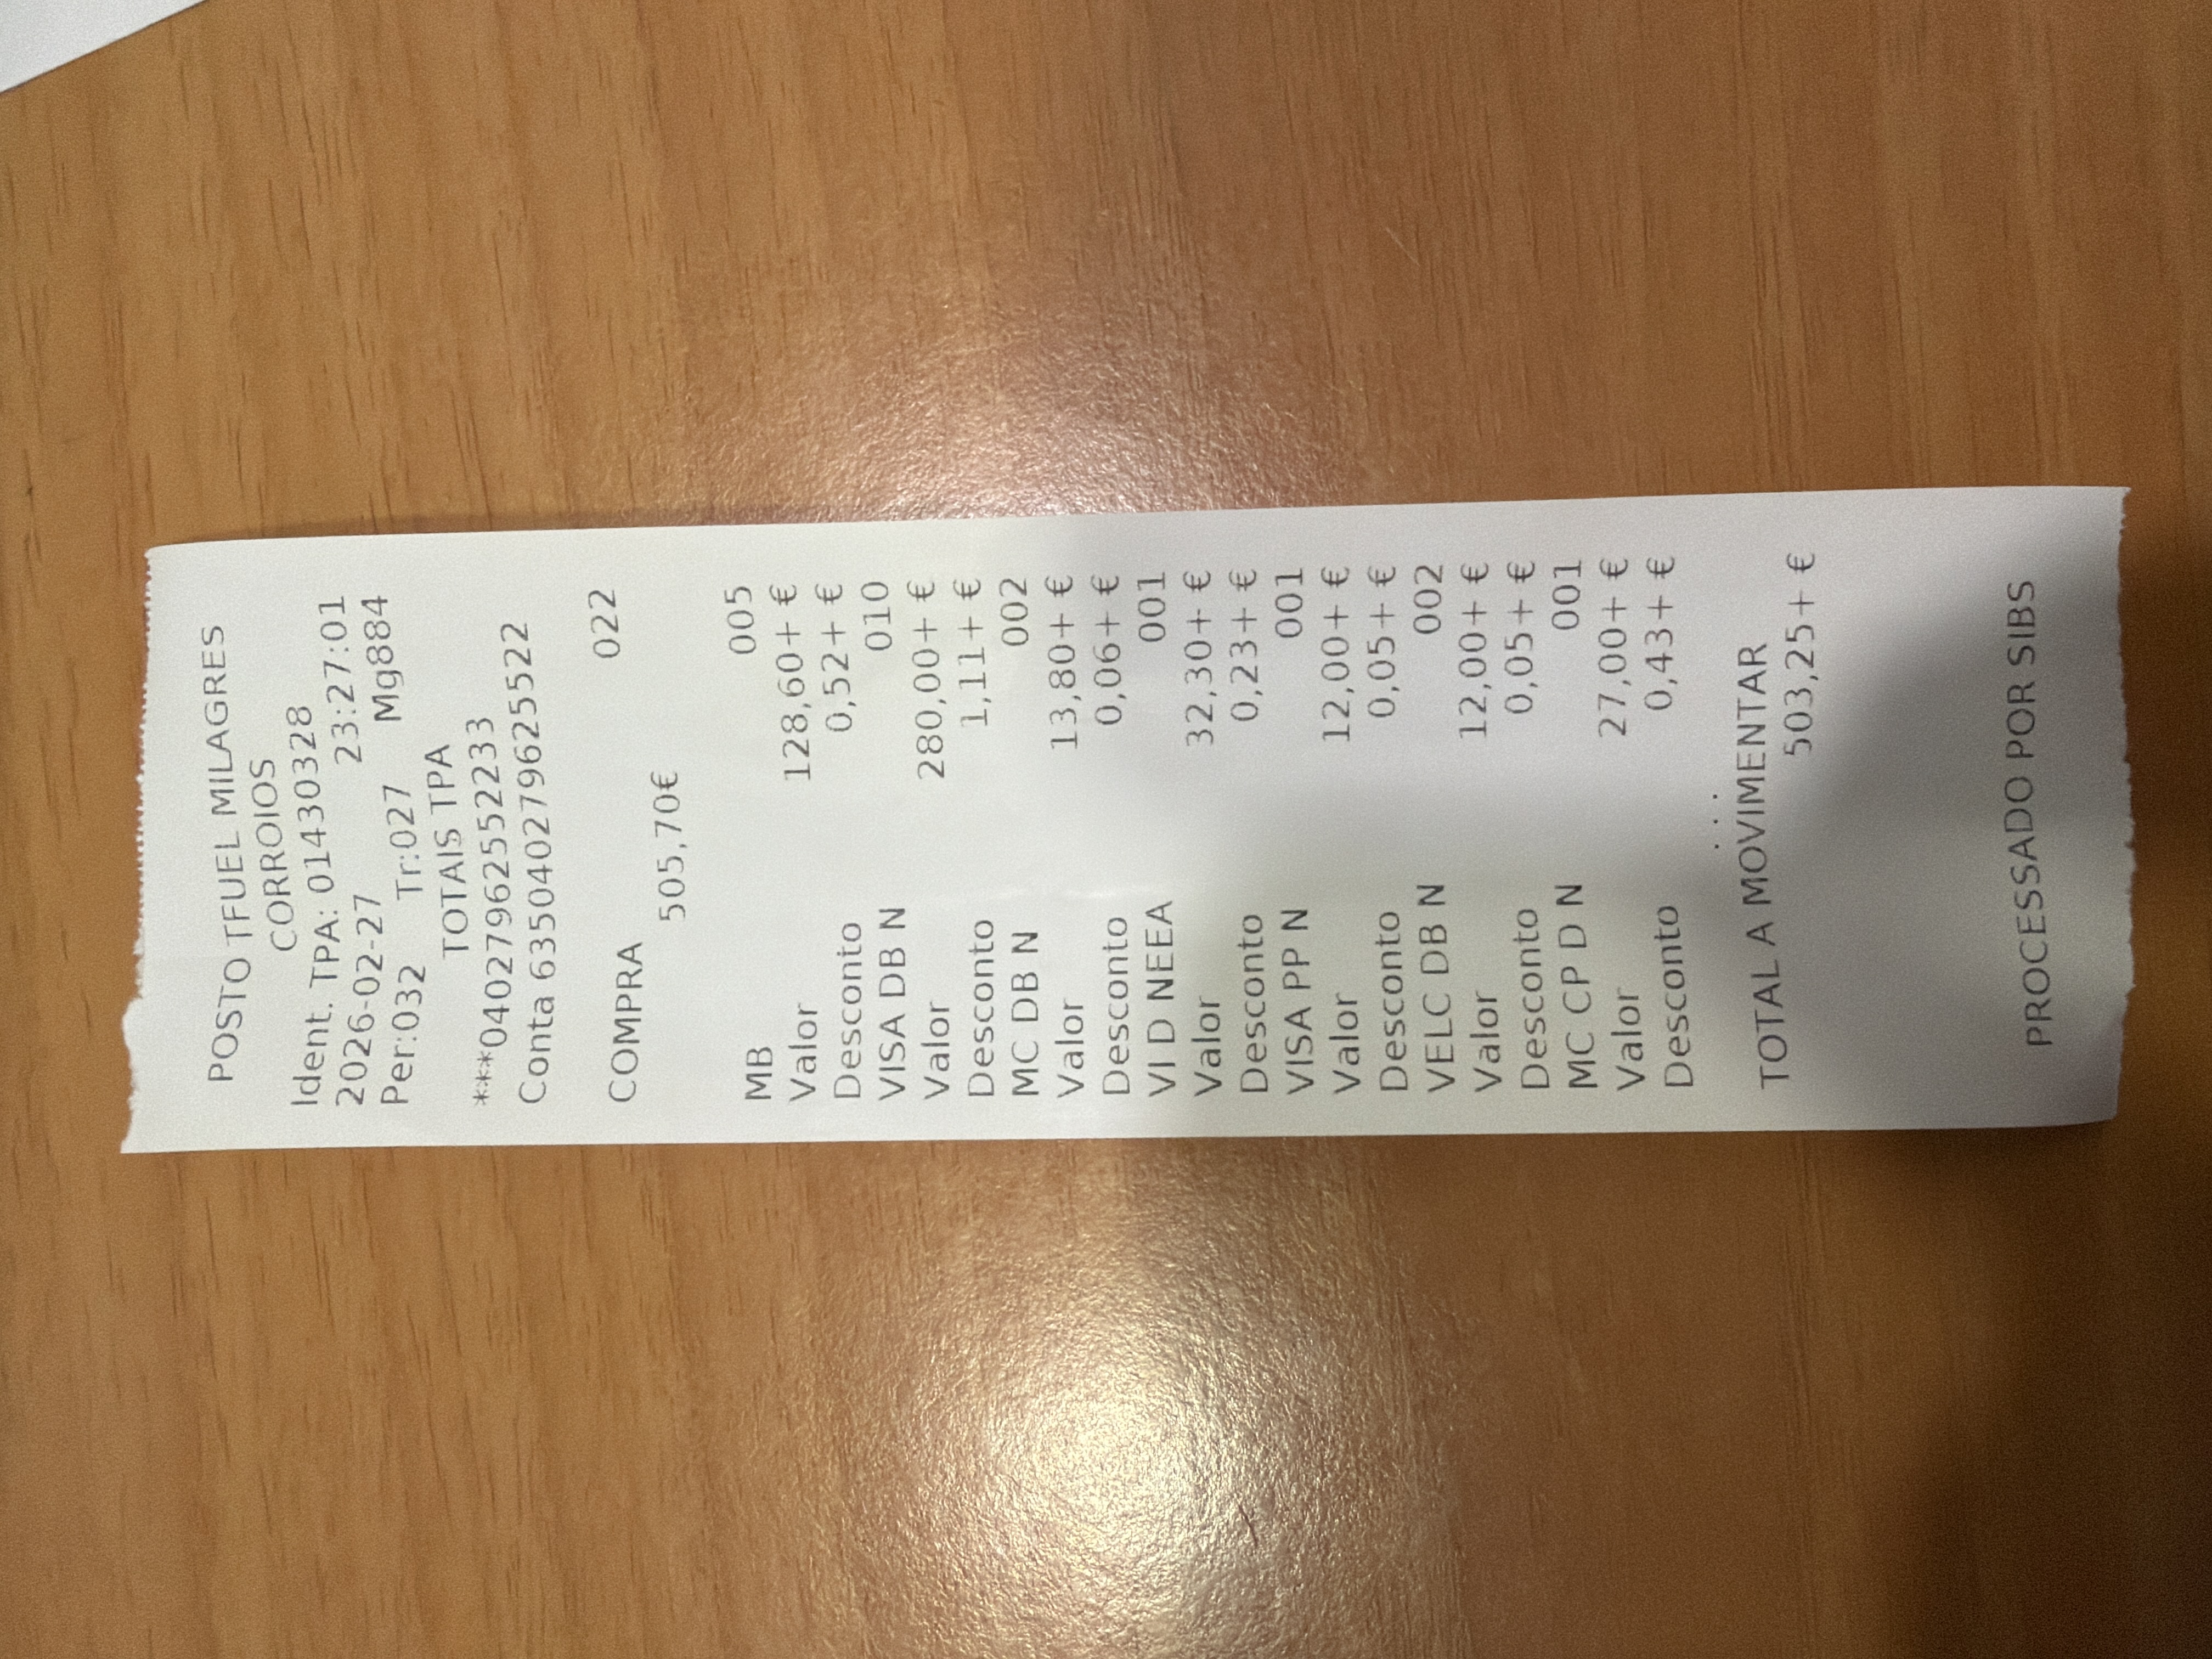 POSTO TFUEL MILAGRES
CORROIOS
Ident. TPA: 01430328
2026-02-27 23:27:01
Per:032 Tr:027 Mg884
TOTAIS TPA
***0402796255522​33
Conta 6350402796255522
COMPRA 022
505,70€
MB 005
Valor 128,60+ €
Desconto 0,52+ €
VISA DB N 010
Valor 280,00+ €
Desconto 1,11+ €
MC DB N 002
Valor 13,80+ €
Desconto 0,06+ €
VI D NEEA 001
Valor 32,30+ €
Desconto 0,23+ €
VISA PP N 001
Valor 12,00+ €
Desconto 0,05+ €
VELC DB N 002
Valor 12,00+ €
Desconto 0,05+ €
MC CP D N 001
Valor 27,00+ €
Desconto 0,43+ €
...
TOTAL A MOVIMENTAR
503,25+ €
PROCESSADO POR SIBS